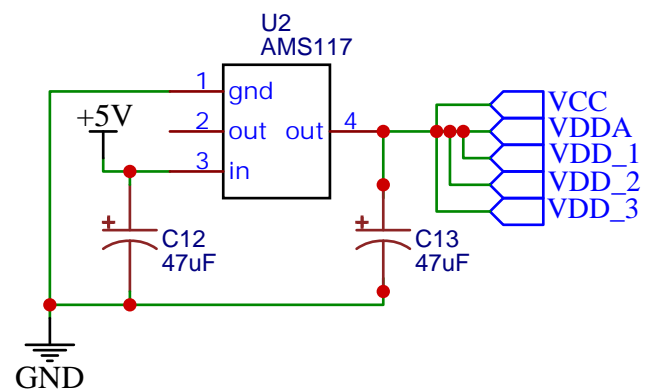 U2
AMS117
1 gnd
2 out
3 in
out 4
+5V
VCC
VDDA
VDD_1
VDD_2
VDD_3
+
C12
47uF
+
C13
47uF
GND